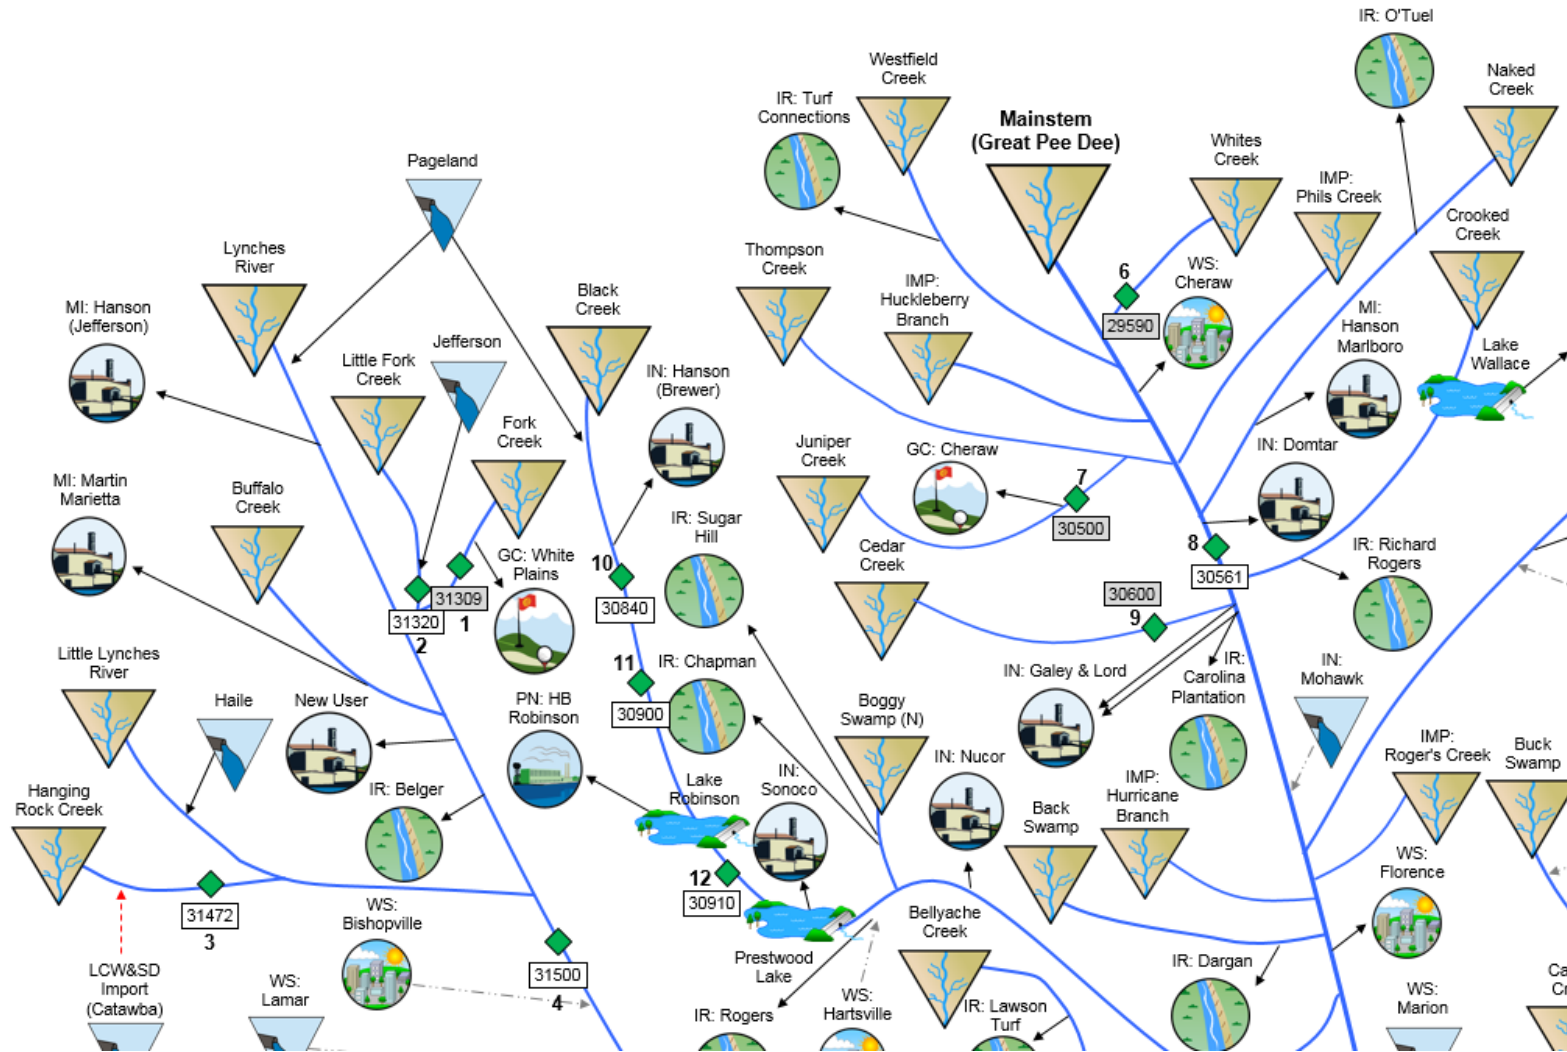 IR: O'Tuel
Westfield
Creek
Naked
Creek
IR: Turf
Connections
Mainstem
(Great Pee Dee)
Whites
Creek
Pageland
IMP:
Phils Creek
Crooked
Creek
Lynches
River
Thompson
Creek
IMP:
Huckleberry
Branch
6
29590
WS:
Cheraw
MI: Hanson
(Jefferson)
Black
Creek
MI:
Hanson
Marlboro
Lake
Wallace
Jefferson
Little Fork
Creek
IN: Hanson
(Brewer)
Fork
Creek
Juniper
Creek
GC: Cheraw
IN: Domtar
7
30500
MI: Martin
Marietta
Buffalo
Creek
IR: Sugar
Hill
Cedar
Creek
8
30561
IR: Richard
Rogers
GC: White
Plains
10
30840
31309
1
31320
2
30600
9
Little Lynches
River
11
30900
IR: Chapman
IN: Galey & Lord
IR:
Carolina
Plantation
IN:
Mohawk
Haile
New User
PN: HB
Robinson
Boggy
Swamp (N)
IMP:
Roger's Creek
Buck
Swamp
Hanging
Rock Creek
IR: Belger
Lake
Robinson
IN:
Sonoco
IN: Nucor
Back
Swamp
IMP:
Hurricane
Branch
WS:
Florence
12
30910
31472
3
WS:
Bishopville
Bellyache
Creek
Prestwood
Lake
LCW&SD
Import
(Catawba)
WS:
Lamar
31500
4
IR: Rogers
WS:
Hartsville
IR: Lawson
Turf
IR: Dargan
WS:
Marion